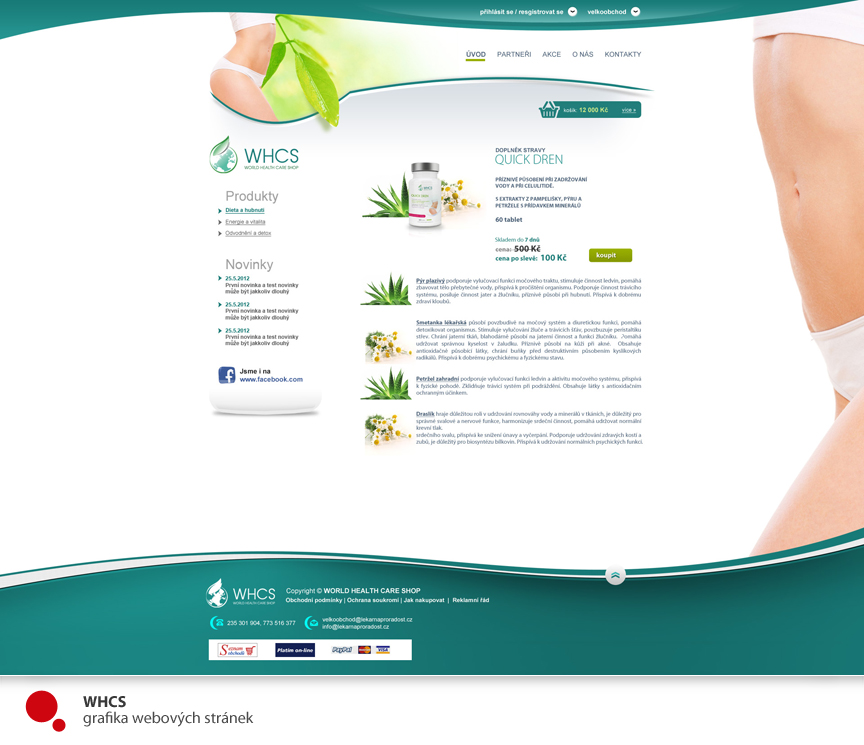 přihlásit se / resgistrovat se
velkoobchod
ÚVOD
PARTNEŘI
AKCE
O NÁS
KONTAKTY
košík: 12 000 Kč
více »
WHCS
WORLD HEALTH CARE SHOP
Produkty
Dieta a hubnutí
Energie a vitalita
Odvodnění a detox
Novinky
25.5.2012
První novinka a test novinky
může být jakkoliv dlouhý
25.5.2012
První novinka a test novinky
může být jakkoliv dlouhý
25.5.2012
První novinka a test novinky
může být jakkoliv dlouhý
Jsme i na
www.facebook.com
WHCS
DOPLNĚK STRAVY
QUICK DREN
PŘÍZNIVÉ PŮSOBENÍ PŘI ZADRŽOVÁNÍ
VODY A PŘI CELULITIDĚ.
3 EXTRAKTY Z PAMPELIŠKY, PÝRU A
PETRŽELE S PŘÍDAVKEM MINERÁLŮ
60 tablet
Skladem do 7 dnů
cena: 500 Kč
cena po slevě: 100 Kč
koupit
Pýr plazivý podporuje vylučovací funkci močového traktu, stimuluje činnost ledvin, pomáhá
zbavovat tělo přebytečné vody, přispívá k pročištění organismu. Podporuje činnost trávicího
systému, posiluje činnost jater a žlučníku, příznivě působí při hubnutí. Přispívá k dobrému
zdraví kloubů.
Smetanka lékařská působí povzbudivě na močový systém a diuretickou funkci, pomáhá
detoxikovat organismus. Stimuluje vylučování žluče a trávicích šťáv, povzbuzuje peristaltiku
střev. Chrání jaterní tkáň, blahodárně působí na jaterní činnost a funkci žlučníku. Pomáhá
udržovat správnou kyselost v žaludku. Příznivě působí na kůži při akné. Obsahuje
antioxidačně působící látky, chrání buňky před destruktivním působením kyslíkových
radikálů. Přispívá k dobrému psychickému a fyzickému stavu.
Petržel zahradní podporuje vylučovací funkci ledvin a aktivitu močového systému, přispívá
k fyzické pohodě. Zklidňuje trávicí systém při podráždění. Obsahuje látky s antioxidačním
ochranným účinkem.
Draslík hraje důležitou roli v udržování rovnováhy vody a minerálů v tkáních, je důležitý pro
správné svalové a nervové funkce, harmonizuje srdeční činnost, pomáhá udržovat normální
krevní tlak.
srdečního svalu, přispívá ke snížení únavy a vyčerpání. Podporuje udržování zdravých kostí a
zubů, je důležitý pro biosyntézu bílkovin. Přispívá k udržování normálních psychický funkcí.
WHCS
WORLD HEALTH CARE SHOP
Copyright © WORLD HEALTH CARE SHOP
Obchodní podmínky | Ochrana soukromí | Jak nakupovat | Reklamní řád
235 301 904, 773 516 377
velkoobchod@lekarnaproradost.cz
info@lekarnaproradost.cz
Seznam
obchodů
Platím on-line
PayPal
MasterCard
VISA
WHCS
grafika webových stránek